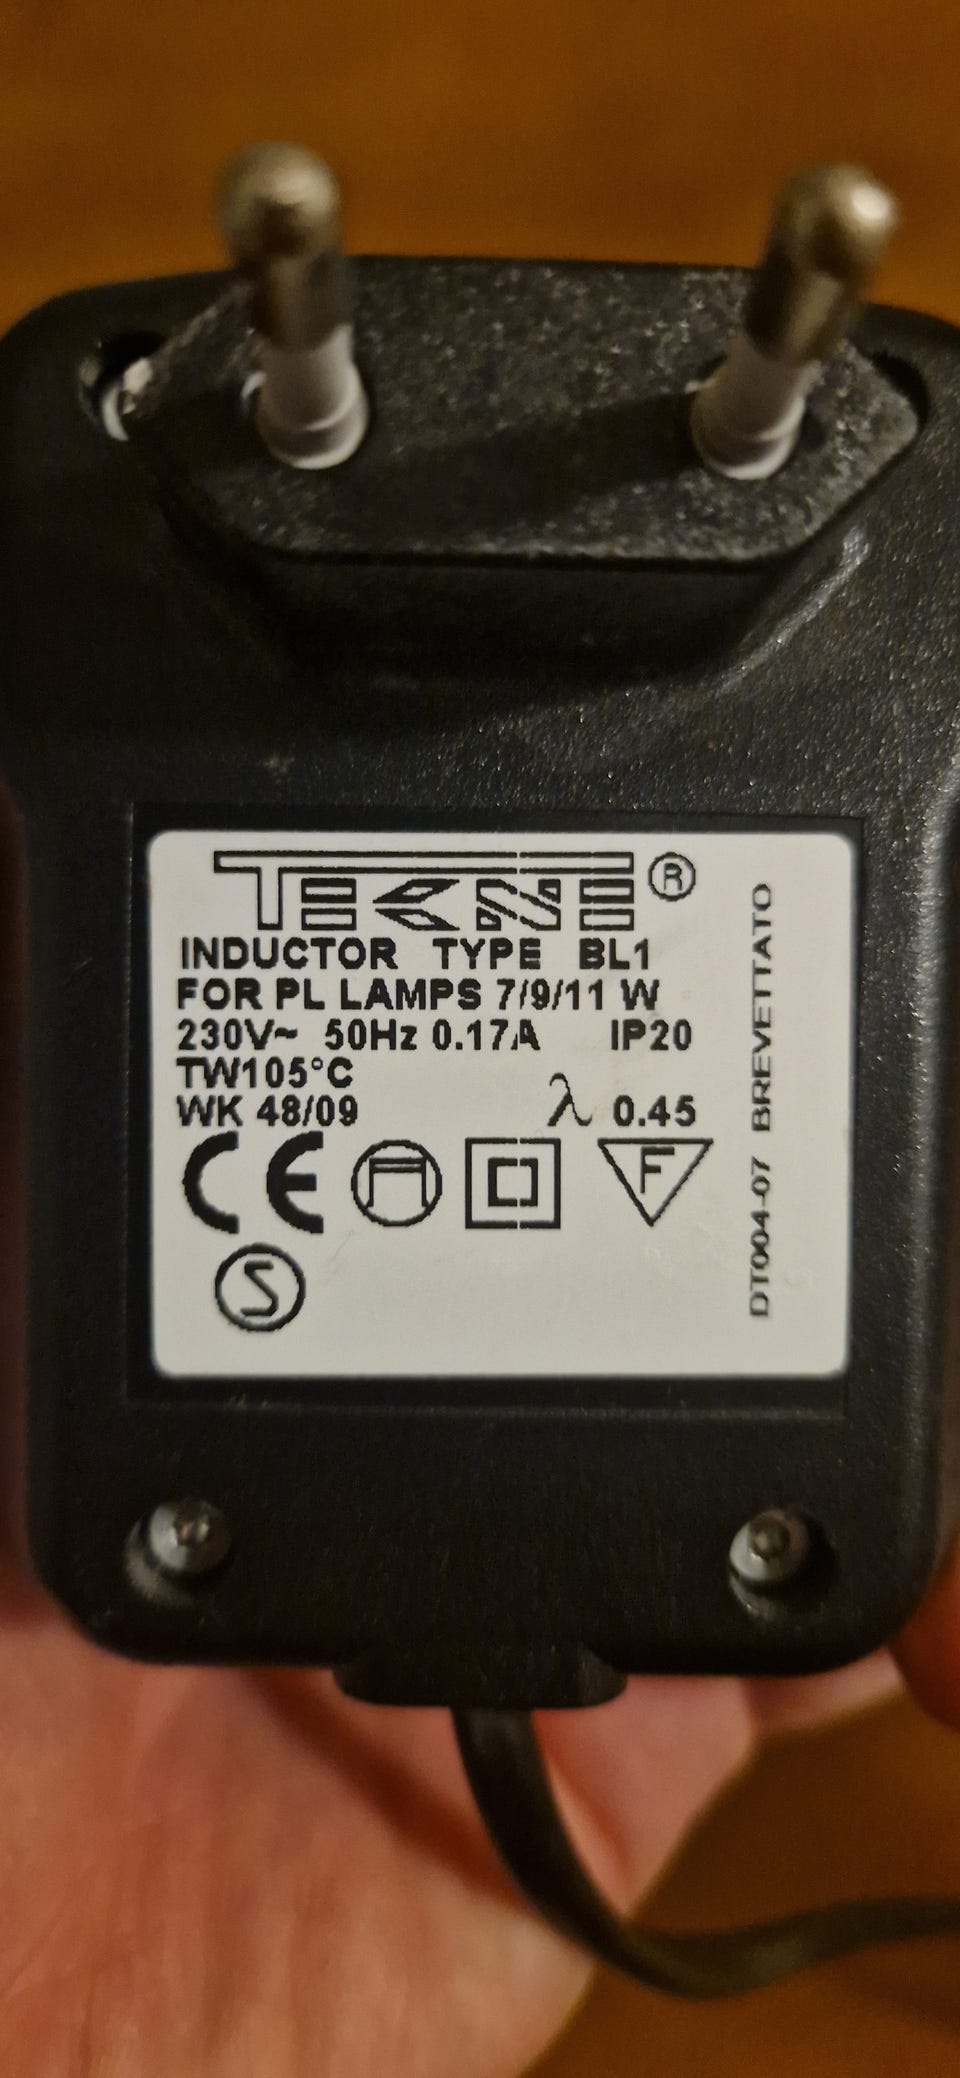 TEKNE ®
INDUCTOR TYPE BL1
FOR PL LAMPS 7/9/11 W
230V~ 50Hz 0.17A IP20
TW105°C
WK 48/09 λ 0.45
CE F
S
DT004-07 BREVETTATO